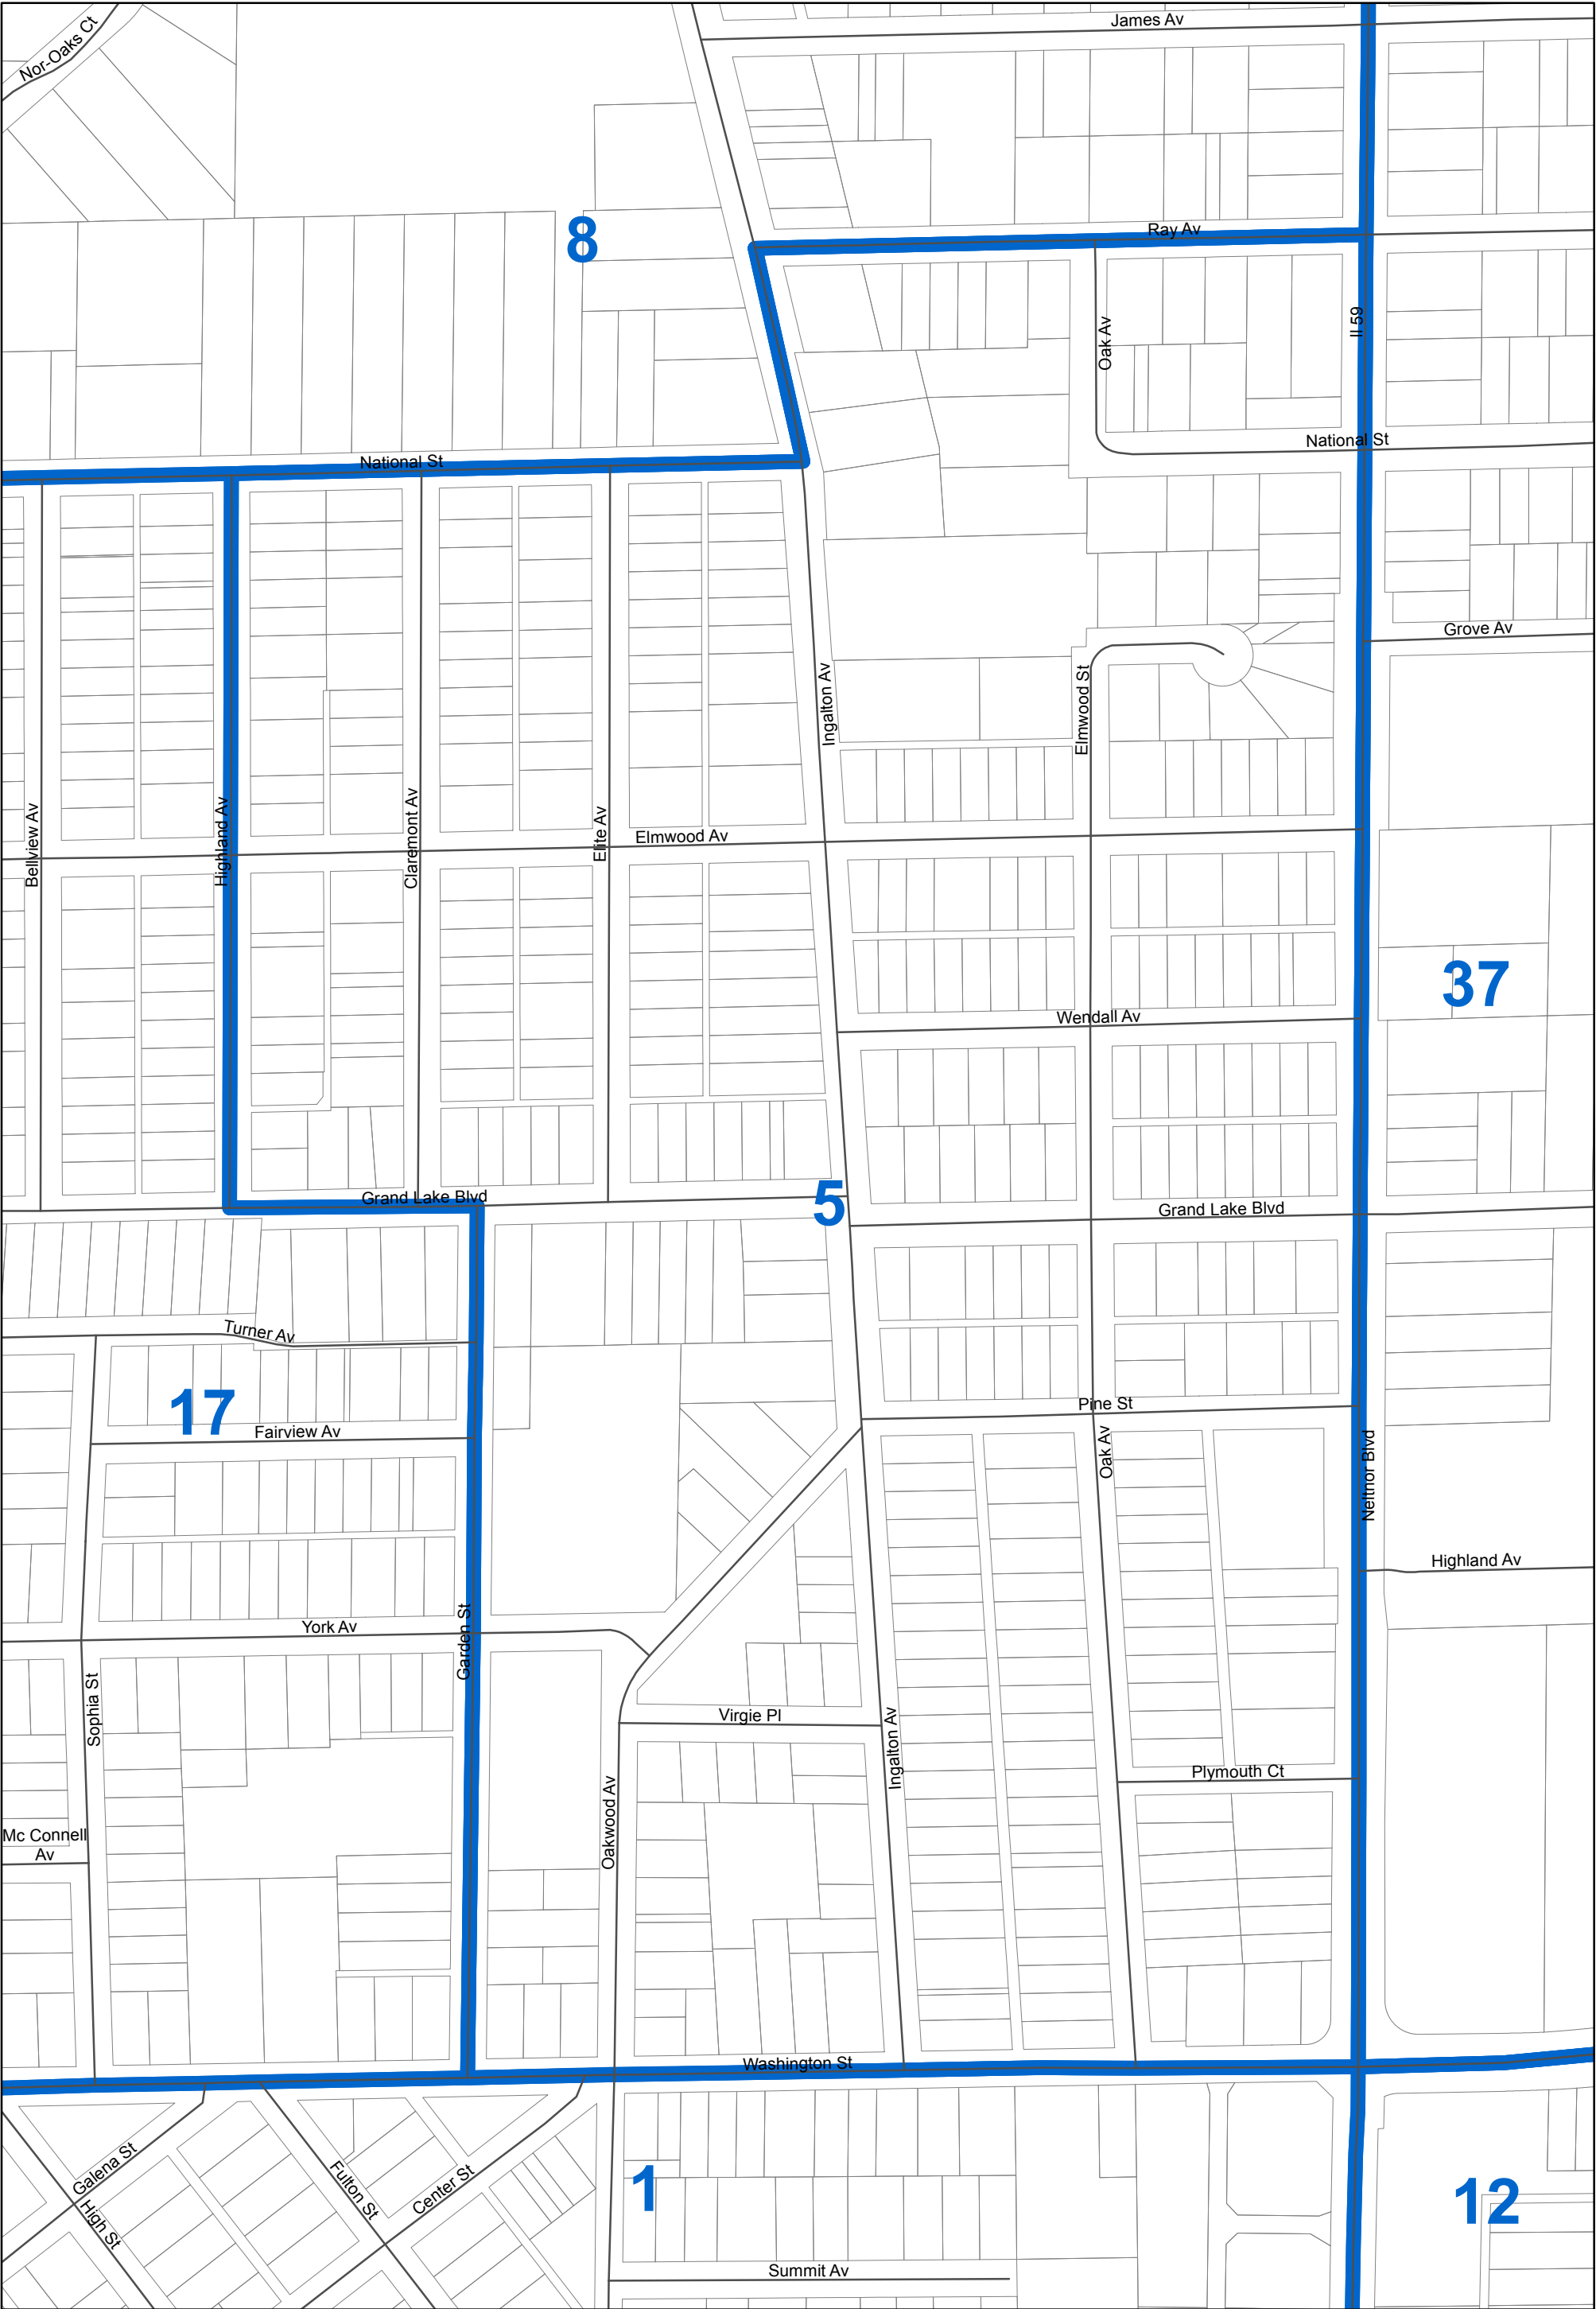 James Av
Nor-Oaks Ct
8
Ray Av
Il 59
Oak Av
National St
National St
Grove Av
Ingalton Av
Elmwood St
Bellview Av
Highland Av
Claremont Av
Elite Av
Elmwood Av
37
Wendall Av
Grand Lake Blvd
5
Grand Lake Blvd
Turner Av
17
Pine St
Fairview Av
Oak Av
Neltnor Blvd
Highland Av
York Av
Garden St
Sophia St
Virgie Pl
Ingalton Av
Plymouth Ct
Oakwood Av
Mc Connell
Av
Washington St
Galena St
High St
Fulton St
Center St
1
12
Summit Av